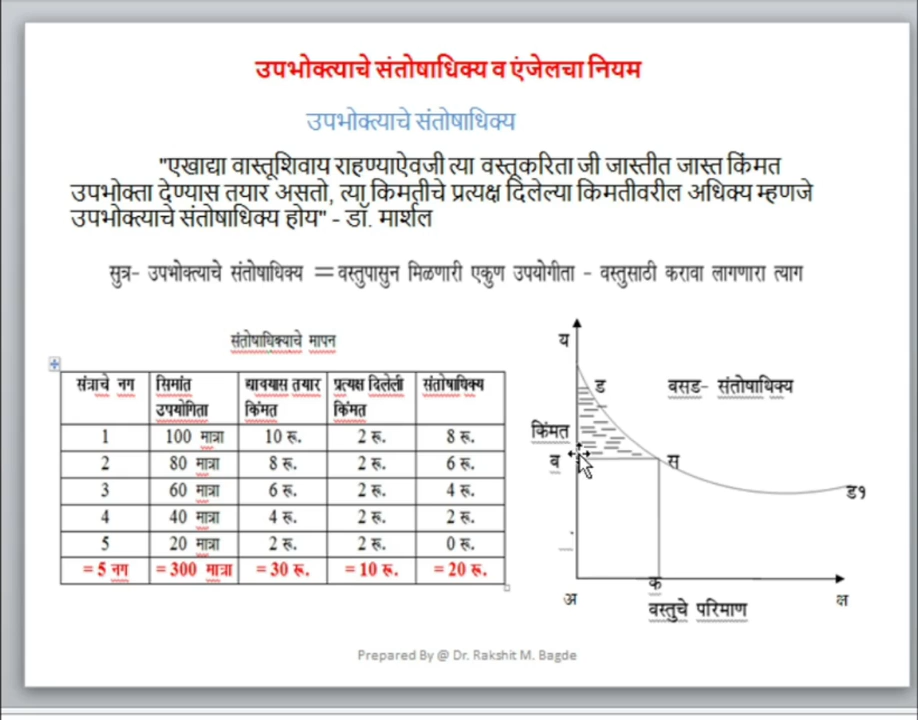 उपभोक्त्याचे संतोषाधिक्य व एंजेलचा नियम
उपभोक्त्याचे संतोषाधिक्य
"एखाद्या वास्तूशिवाय राहण्याऐवजी त्या वस्तूकरिता जी जास्तीत जास्त किंमत
उपभोक्ता देण्यास तयार असतो, त्या किमतीचे प्रत्यक्ष दिलेल्या किमतीवरील अधिक्य म्हणजे
उपभोक्त्याचे संतोषाधिक्य होय" - डॉ. मार्शल
सुत्र- उपभोक्त्याचे संतोषाधिक्य = वस्तुपासुन मिळणारी एकुण उपयोगीता - वस्तुसाठी करावा लागणारा त्याग
संतोषाधिक्याचे मापन
संत्राचे नग सिमांत उपयोगिता द्यावयास तयार किंमत प्रत्यक्ष दिलेली किंमत संतोषाधिक्य
1 100 मात्रा 10 रू. 2 रू. 8 रू.
2 80 मात्रा 8 रू. 2 रू. 6 रू.
3 60 मात्रा 6 रू. 2 रू. 4 रू.
4 40 मात्रा 4 रू. 2 रू. 2 रू.
5 20 मात्रा 2 रू. 2 रू. 0 रू.
= 5 नग = 300 मात्रा = 30 रू. = 10 रू. = 20 रू.
य
ड
बसड- संतोषाधिक्य
किंमत
ब
स
ड१
क
अ
वस्तुचे परिमाण
क्ष
Prepared By @ Dr. Rakshit M. Bagde